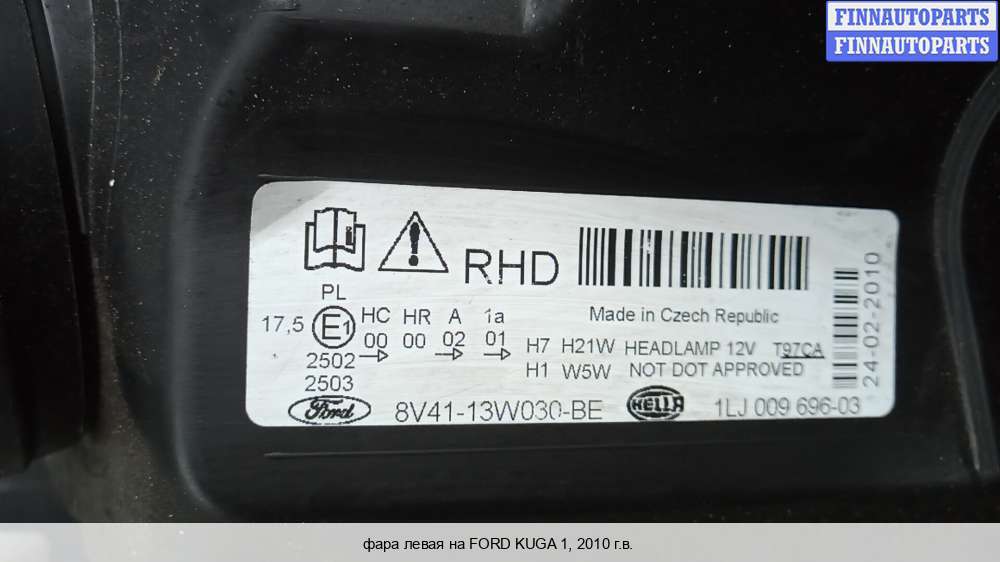 FINNAUTOPARTS
FINNAUTOPARTS
RHD
PL
17,5 E1 HC HR A 1a
00 00 02 01
2502
2503
Made in Czech Republic
H7 H21W HEADLAMP 12V T97CA
H1 W5W NOT DOT APPROVED
24-02-2010
Ford 8V41-13W030-BE HELLA 1LJ 009 696-03
фара левая на FORD KUGA 1, 2010 г.в.